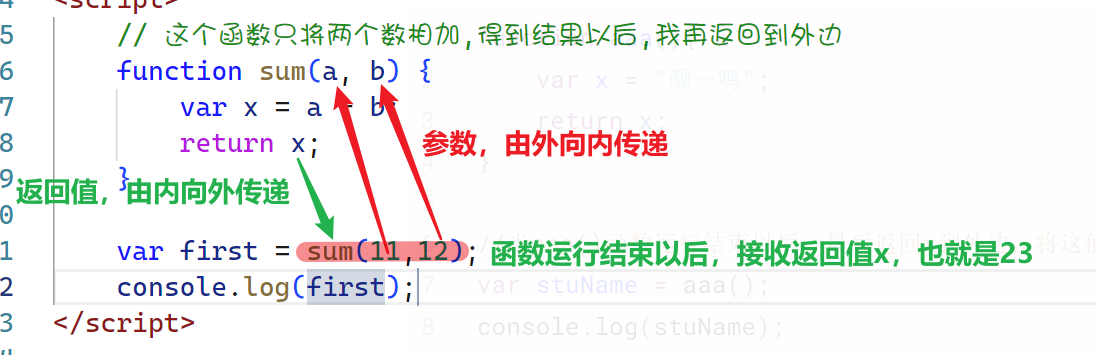 4 <script>
5 // 这个函数只将两个数相加,得到结果以后,我再返回到外边
6 function sum(a, b) {
var x = "颜一鸣";
7 var x = a + b;
3 return x;
8 return x;
参数，由外向内传递
4 }
9 }
返回值，由内向外传递
0
1 var first = sum(11,12);
函数运行结束以后，接收返回值x，也就是23
2 console.log(first);
7 var stuName = aaa();
3 </script>
8 console.log(stuName);